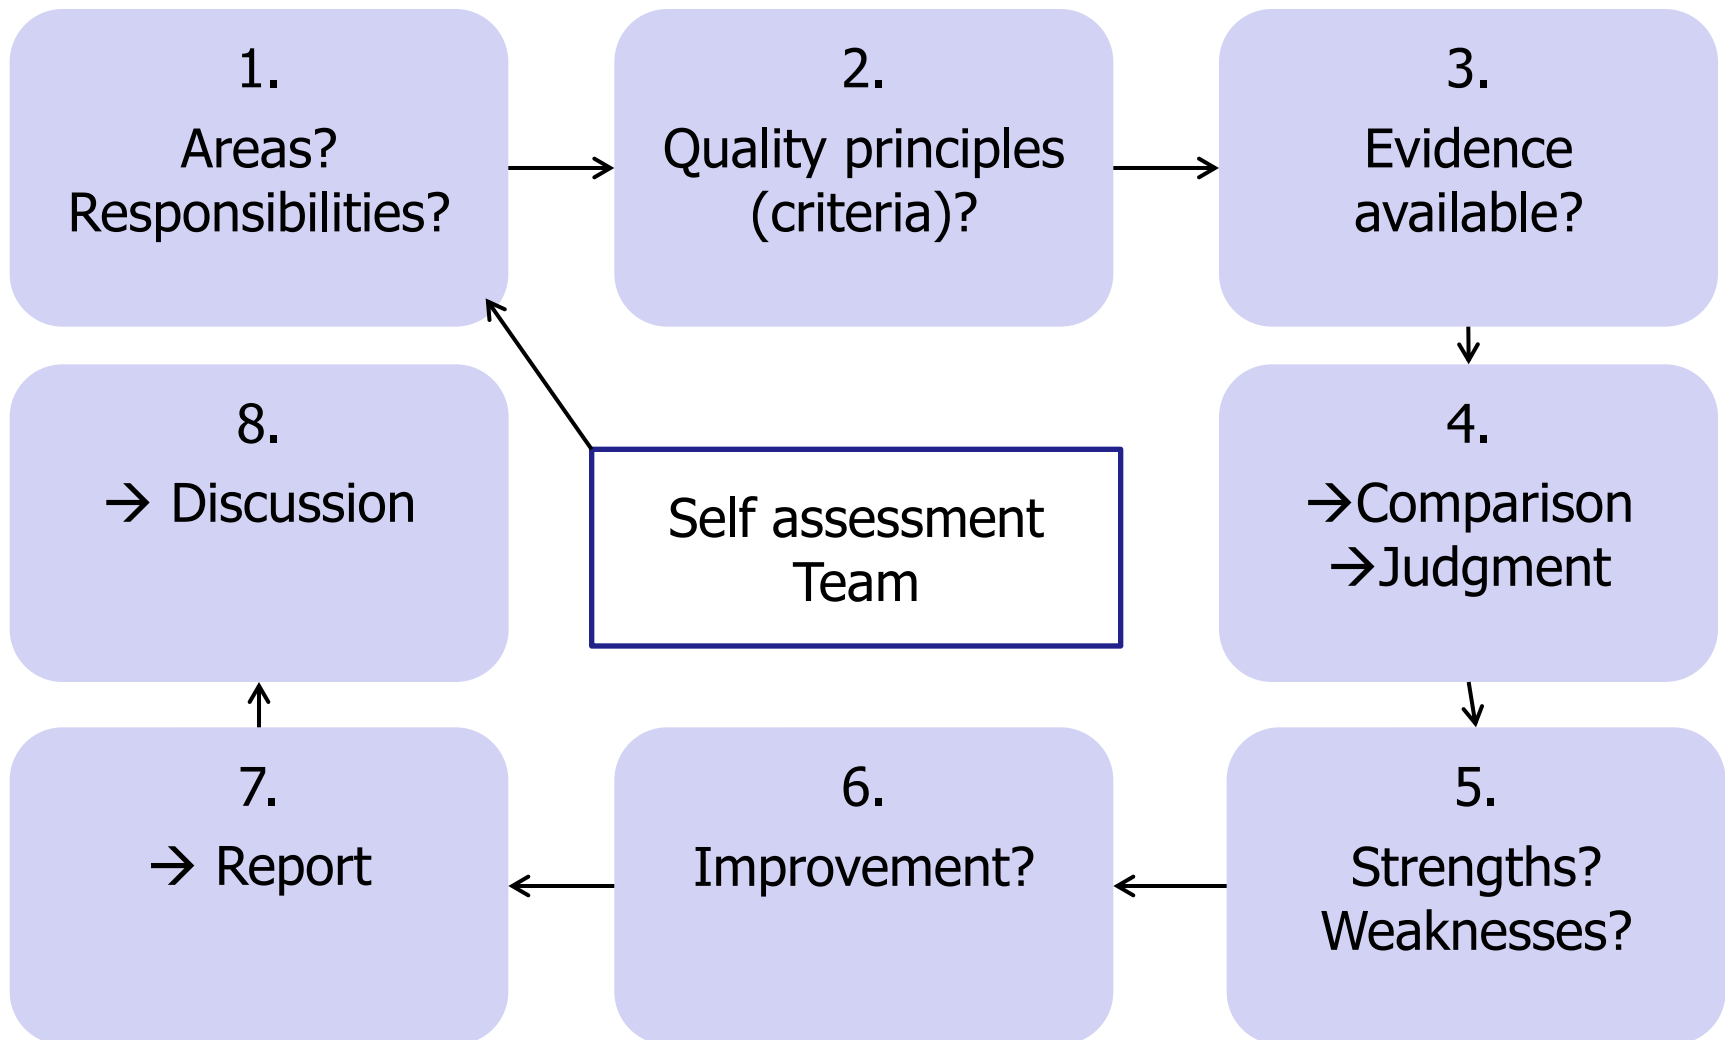 1.
Areas?
Responsibilities?
2.
Quality principles
(criteria)?
3.
Evidence
available?
8.
→ Discussion
Self assessment
Team
4.
→Comparison
→Judgment
7.
→ Report
6.
Improvement?
5.
Strengths?
Weaknesses?